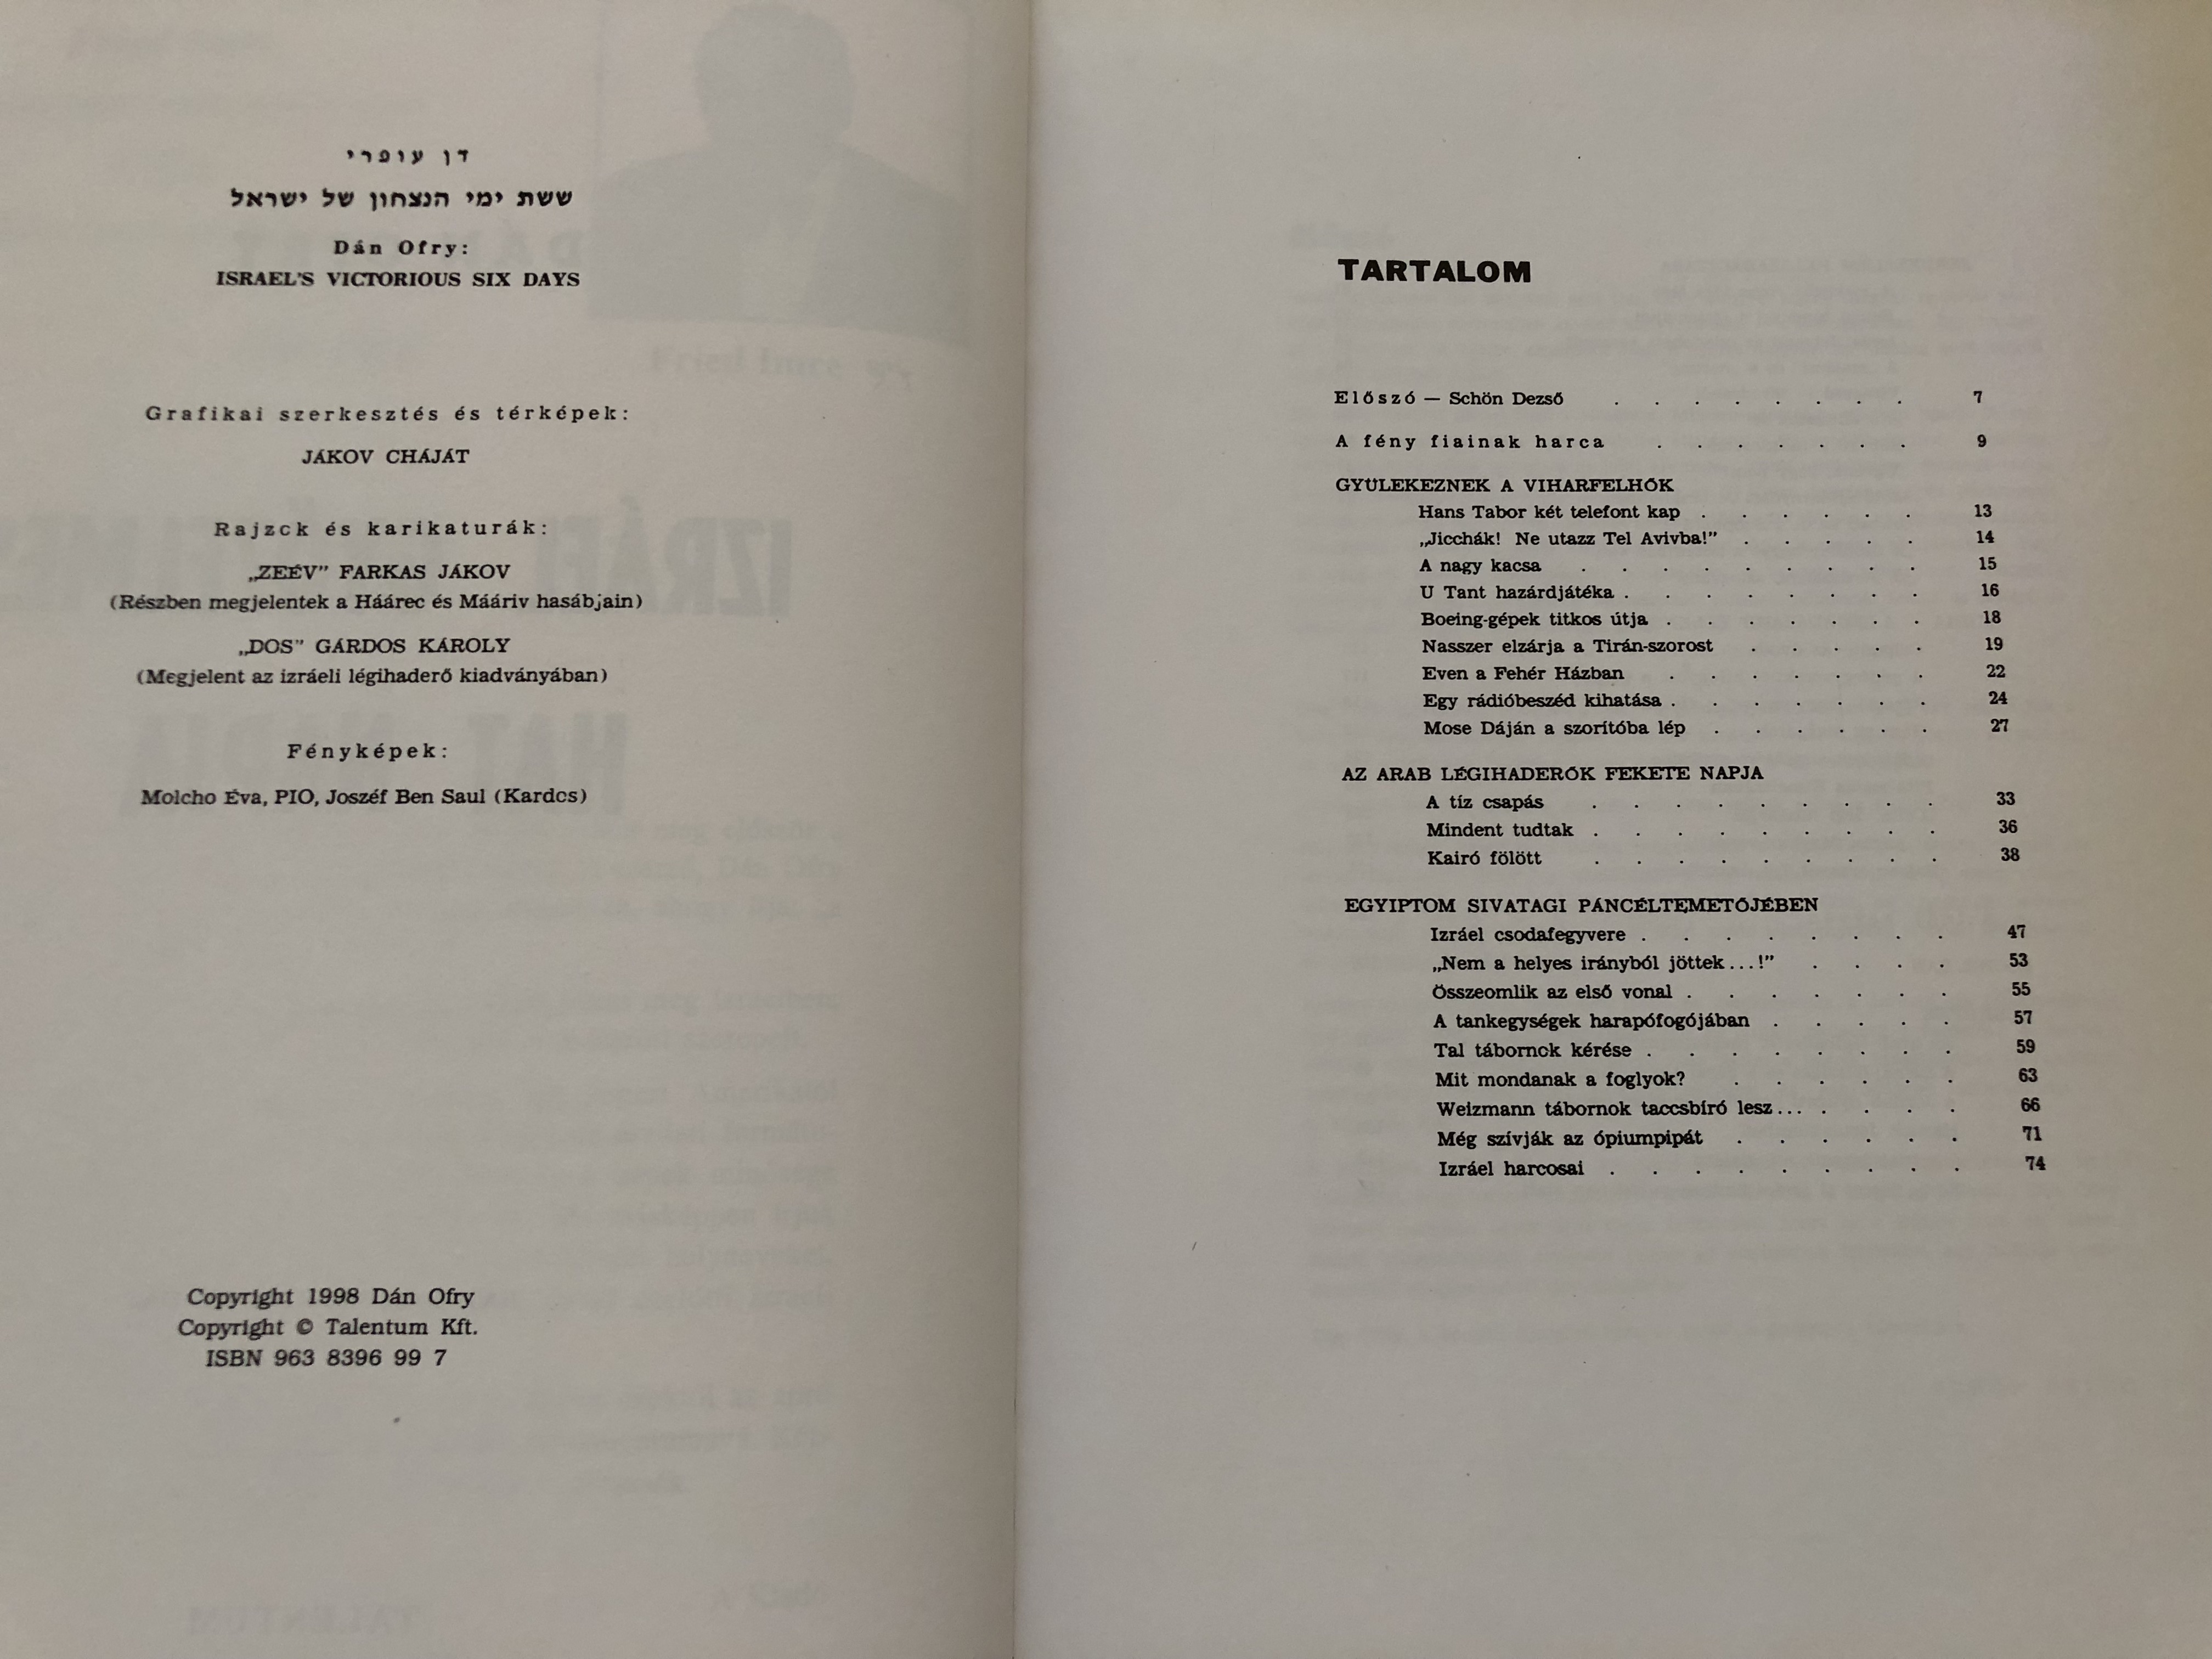 דן עופרי
ששת ימי הנצחון של ישראל
Dán Ofry:
ISRAEL'S VICTORIOUS SIX DAYS
Grafikai szerkesztés és térképek:
JÁKOV CHÁJÁT
Rajzck és karikaturák:
„ZEÉV” FARKAS JÁKOV
(Részben megjelentek a Háárec és Mááriv hasábjain)
„DOS” GÁRDOS KÁROLY
(Megjelent az izráeli légihaderő kiadványában)
Fényképek:
Molcho Éva, PIO, Joszéf Ben Saul (Kardcs)
Copyright 1998 Dán Ofry
Copyright © Talentum Kft.
ISBN 963 8396 99 7
TARTALOM
Előszó — Schön Dezső . . . . . . . 7
A fény fiainak harca . . . . . . . 9
GYÜLEKEZNEK A VIHARFELHŐK
Hans Tabor két telefont kap . . . . . . 13
„Jicchák! Ne utazz Tel Avivba!” . . . . . 14
A nagy kacsa . . . . . . . . . 15
U Tant hazárdjátéka . . . . . . . . 16
Boeing-gépek titkos útja . . . . . . . 18
Nasszer elzárja a Tirán-szorost . . . . . 19
Even a Fehér Házban . . . . . . . 22
Egy rádióbeszéd kihatása . . . . . . . 24
Mose Dáján a szorítóba lép . . . . . . 27
AZ ARAB LÉGIHADERŐK FEKETE NAPJA
A tíz csapás . . . . . . . . . 33
Mindent tudtak . . . . . . . . . 36
Kairó fölött . . . . . . . . . 38
EGYIPTOM SIVATAGI PÁNCÉLTEMETŐJÉBEN
Izráel csodafegyvere . . . . . . . . 47
„Nem a helyes irányból jöttek...!” . . . . 53
Összeomlik az első vonal . . . . . . . 55
A tankegységek harapófogójában . . . . . 57
Tal tábornck kérése . . . . . . . . 59
Mit mondanak a foglyok? . . . . . . 63
Weizmann tábornok taccsbíró lesz... . . . . 66
Még szívják az ópiumpipát . . . . . . 71
Izráel harcosai . . . . . . . . . 74